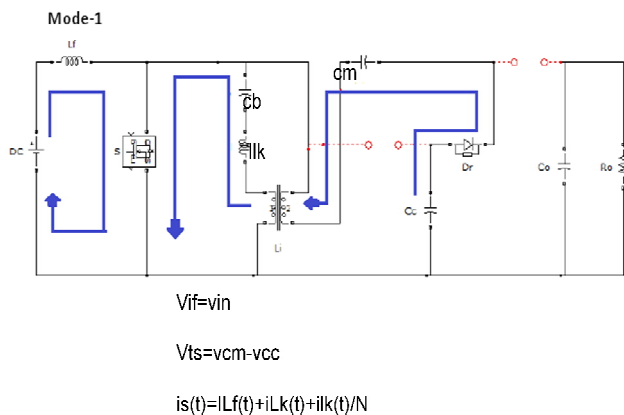 Mode-1
Lf
cm
cb
DC
S
Ilk
Dr
Co
Ro
Cc
Li
Vif=vin
Vts=vcm-vcc
is(t)=ILf(t)+iLk(t)+ilk(t)/N